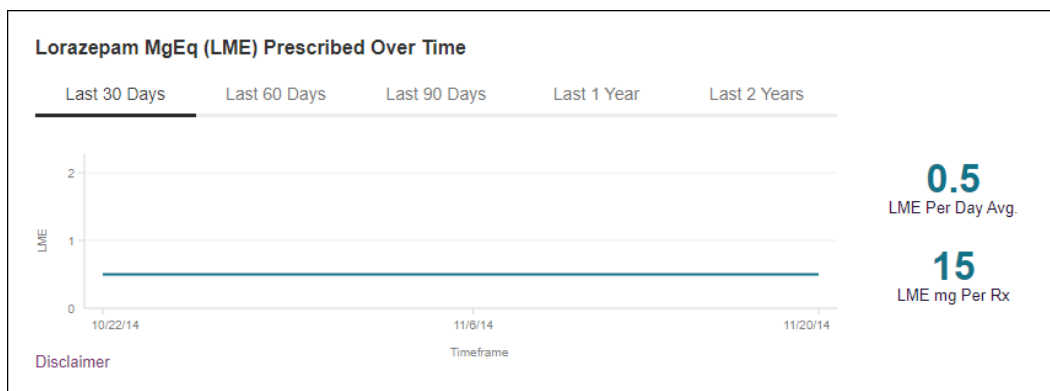 Lorazepam MgEq (LME) Prescribed Over Time
Last 30 Days Last 60 Days Last 90 Days Last 1 Year Last 2 Years
2
1
0
LME
10/22/14 11/6/14 11/20/14
Timeframe
0.5
LME Per Day Avg.
15
LME mg Per Rx
Disclaimer